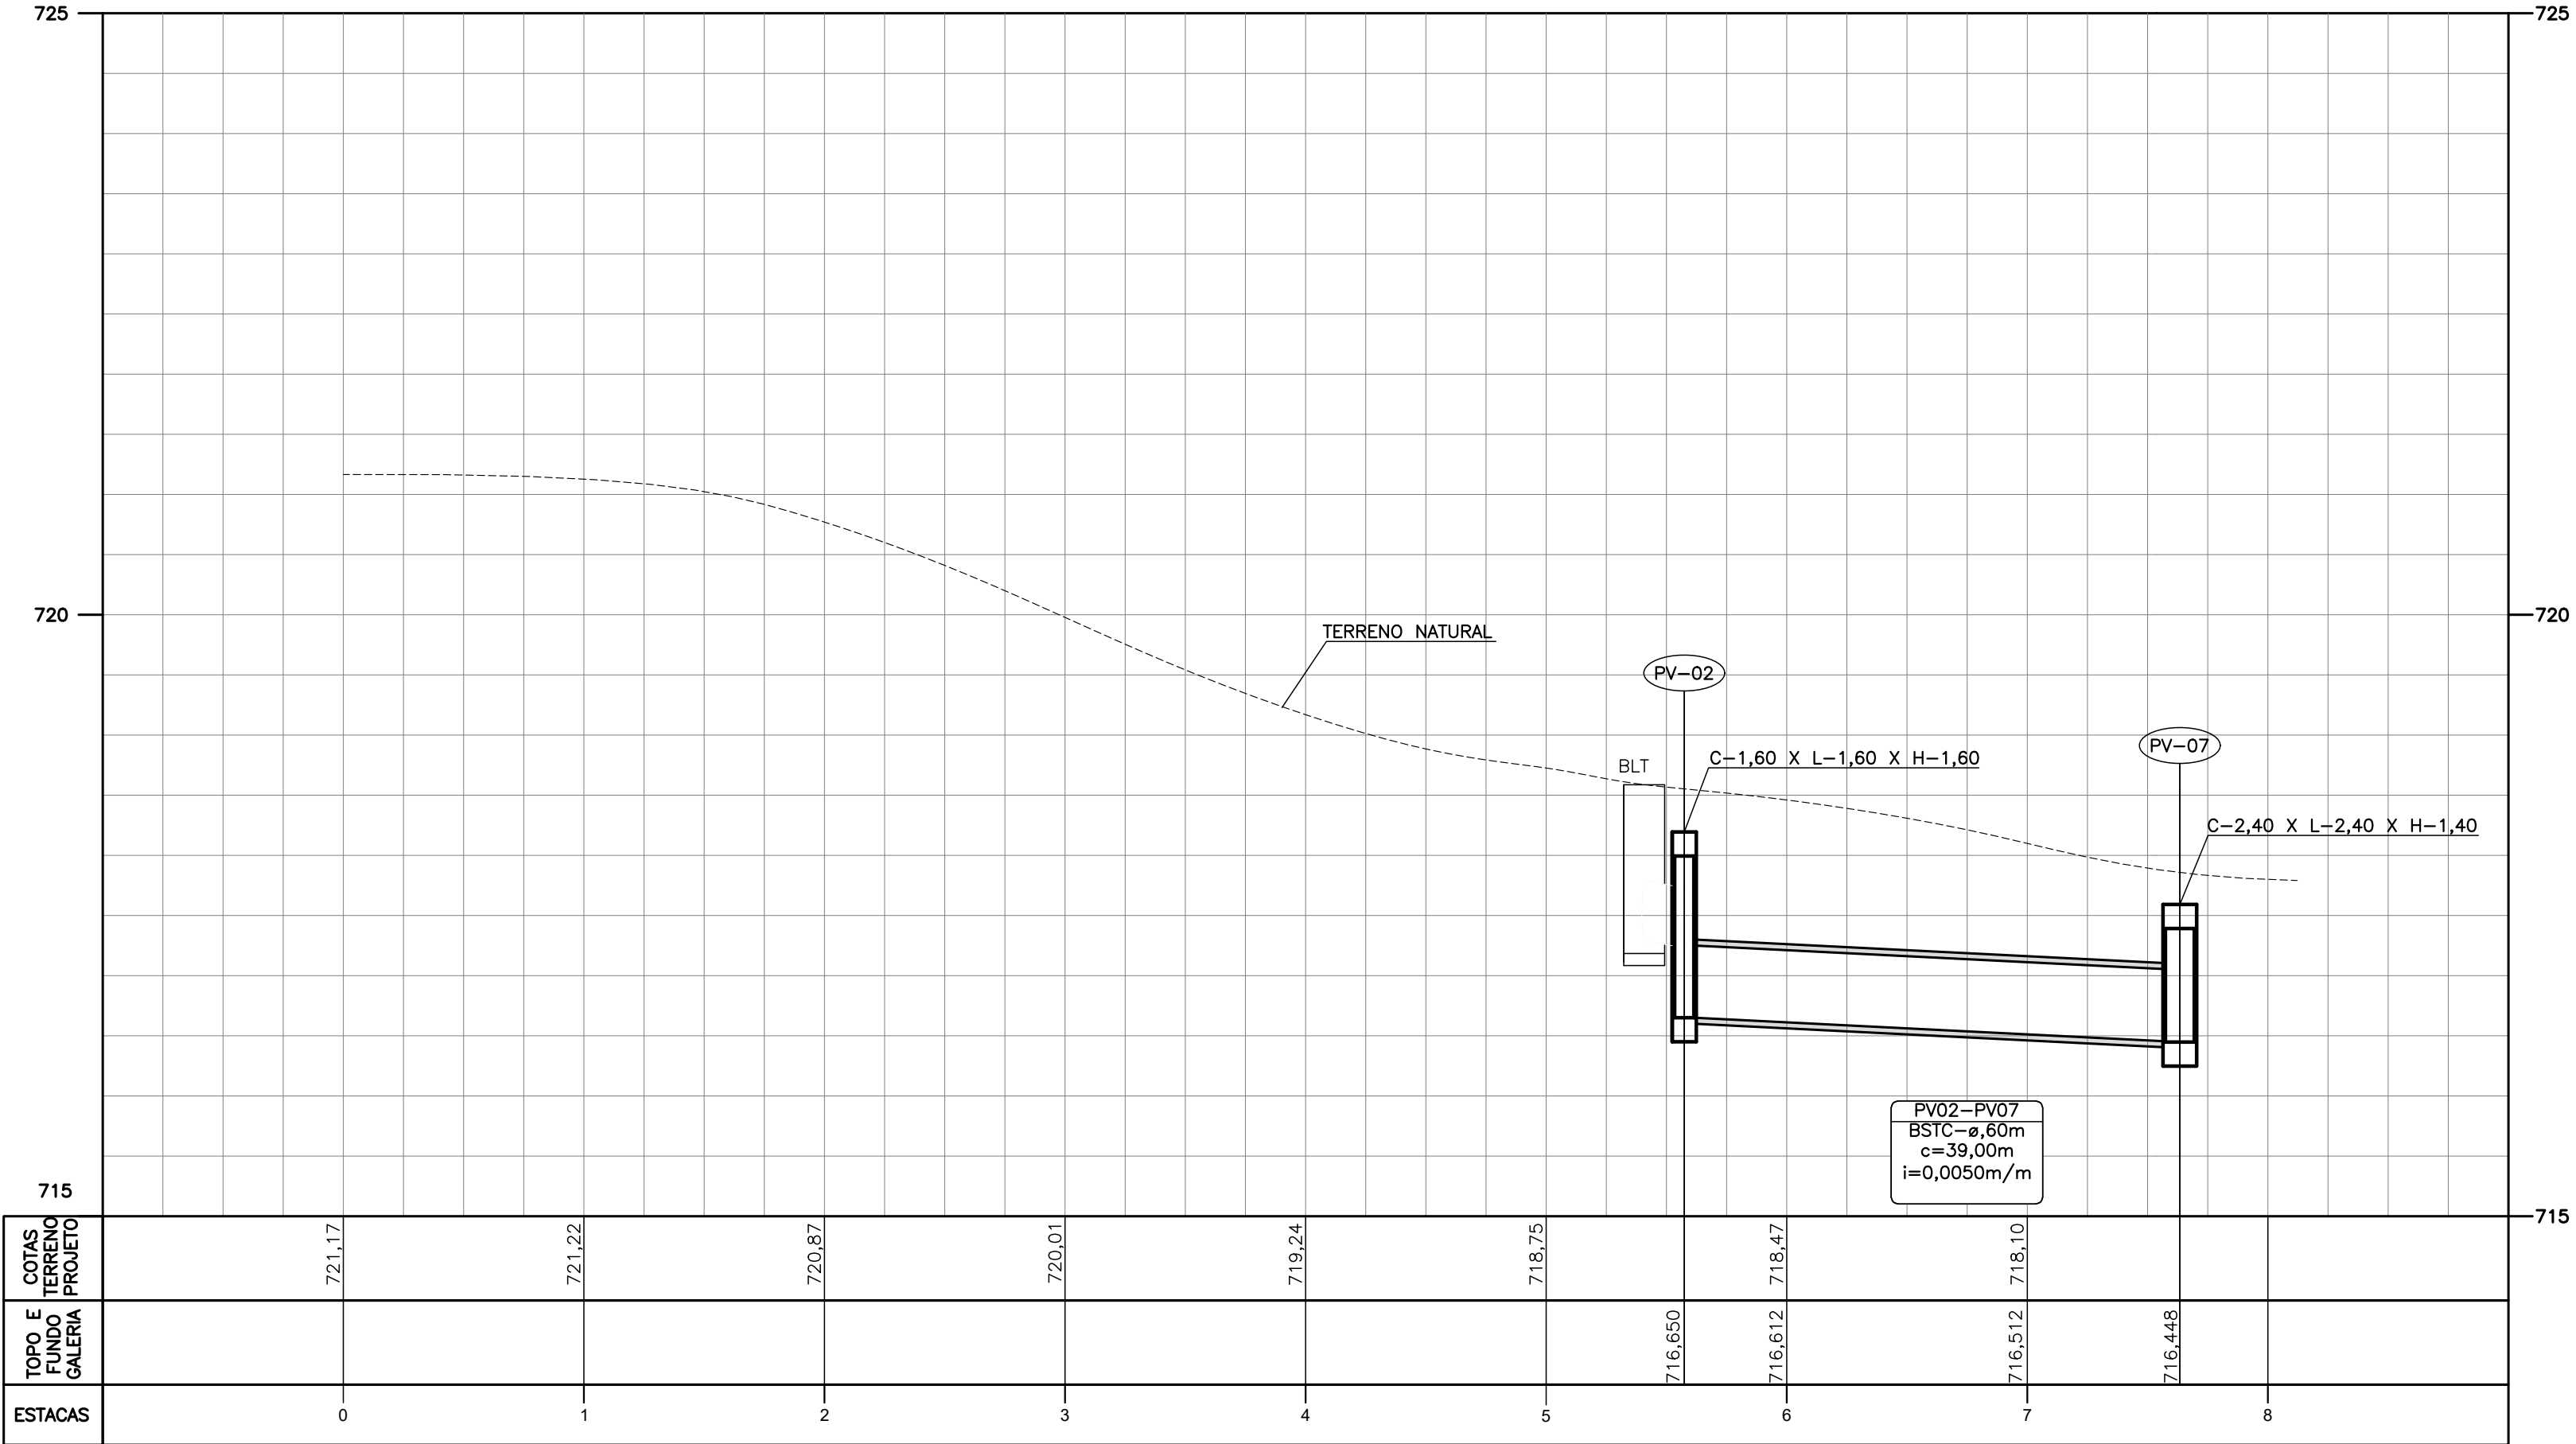 725
725
720
720
TERRENO NATURAL
PV-02
PV-07
BLT
C-1,60 X L-1,60 X H-1,60
C-2,40 X L-2,40 X H-1,40
PV02-PV07
BSTC-ø,60m
c=39,00m
i=0,0050m/m
715
715
COTAS
TERRENO
PROJETO
721,17
721,22
720,87
720,01
719,24
718,75
718,47
718,10
TOPO E
FUNDO
GALERIA
716,650
716,612
716,512
716,448
ESTACAS
0
1
2
3
4
5
6
7
8